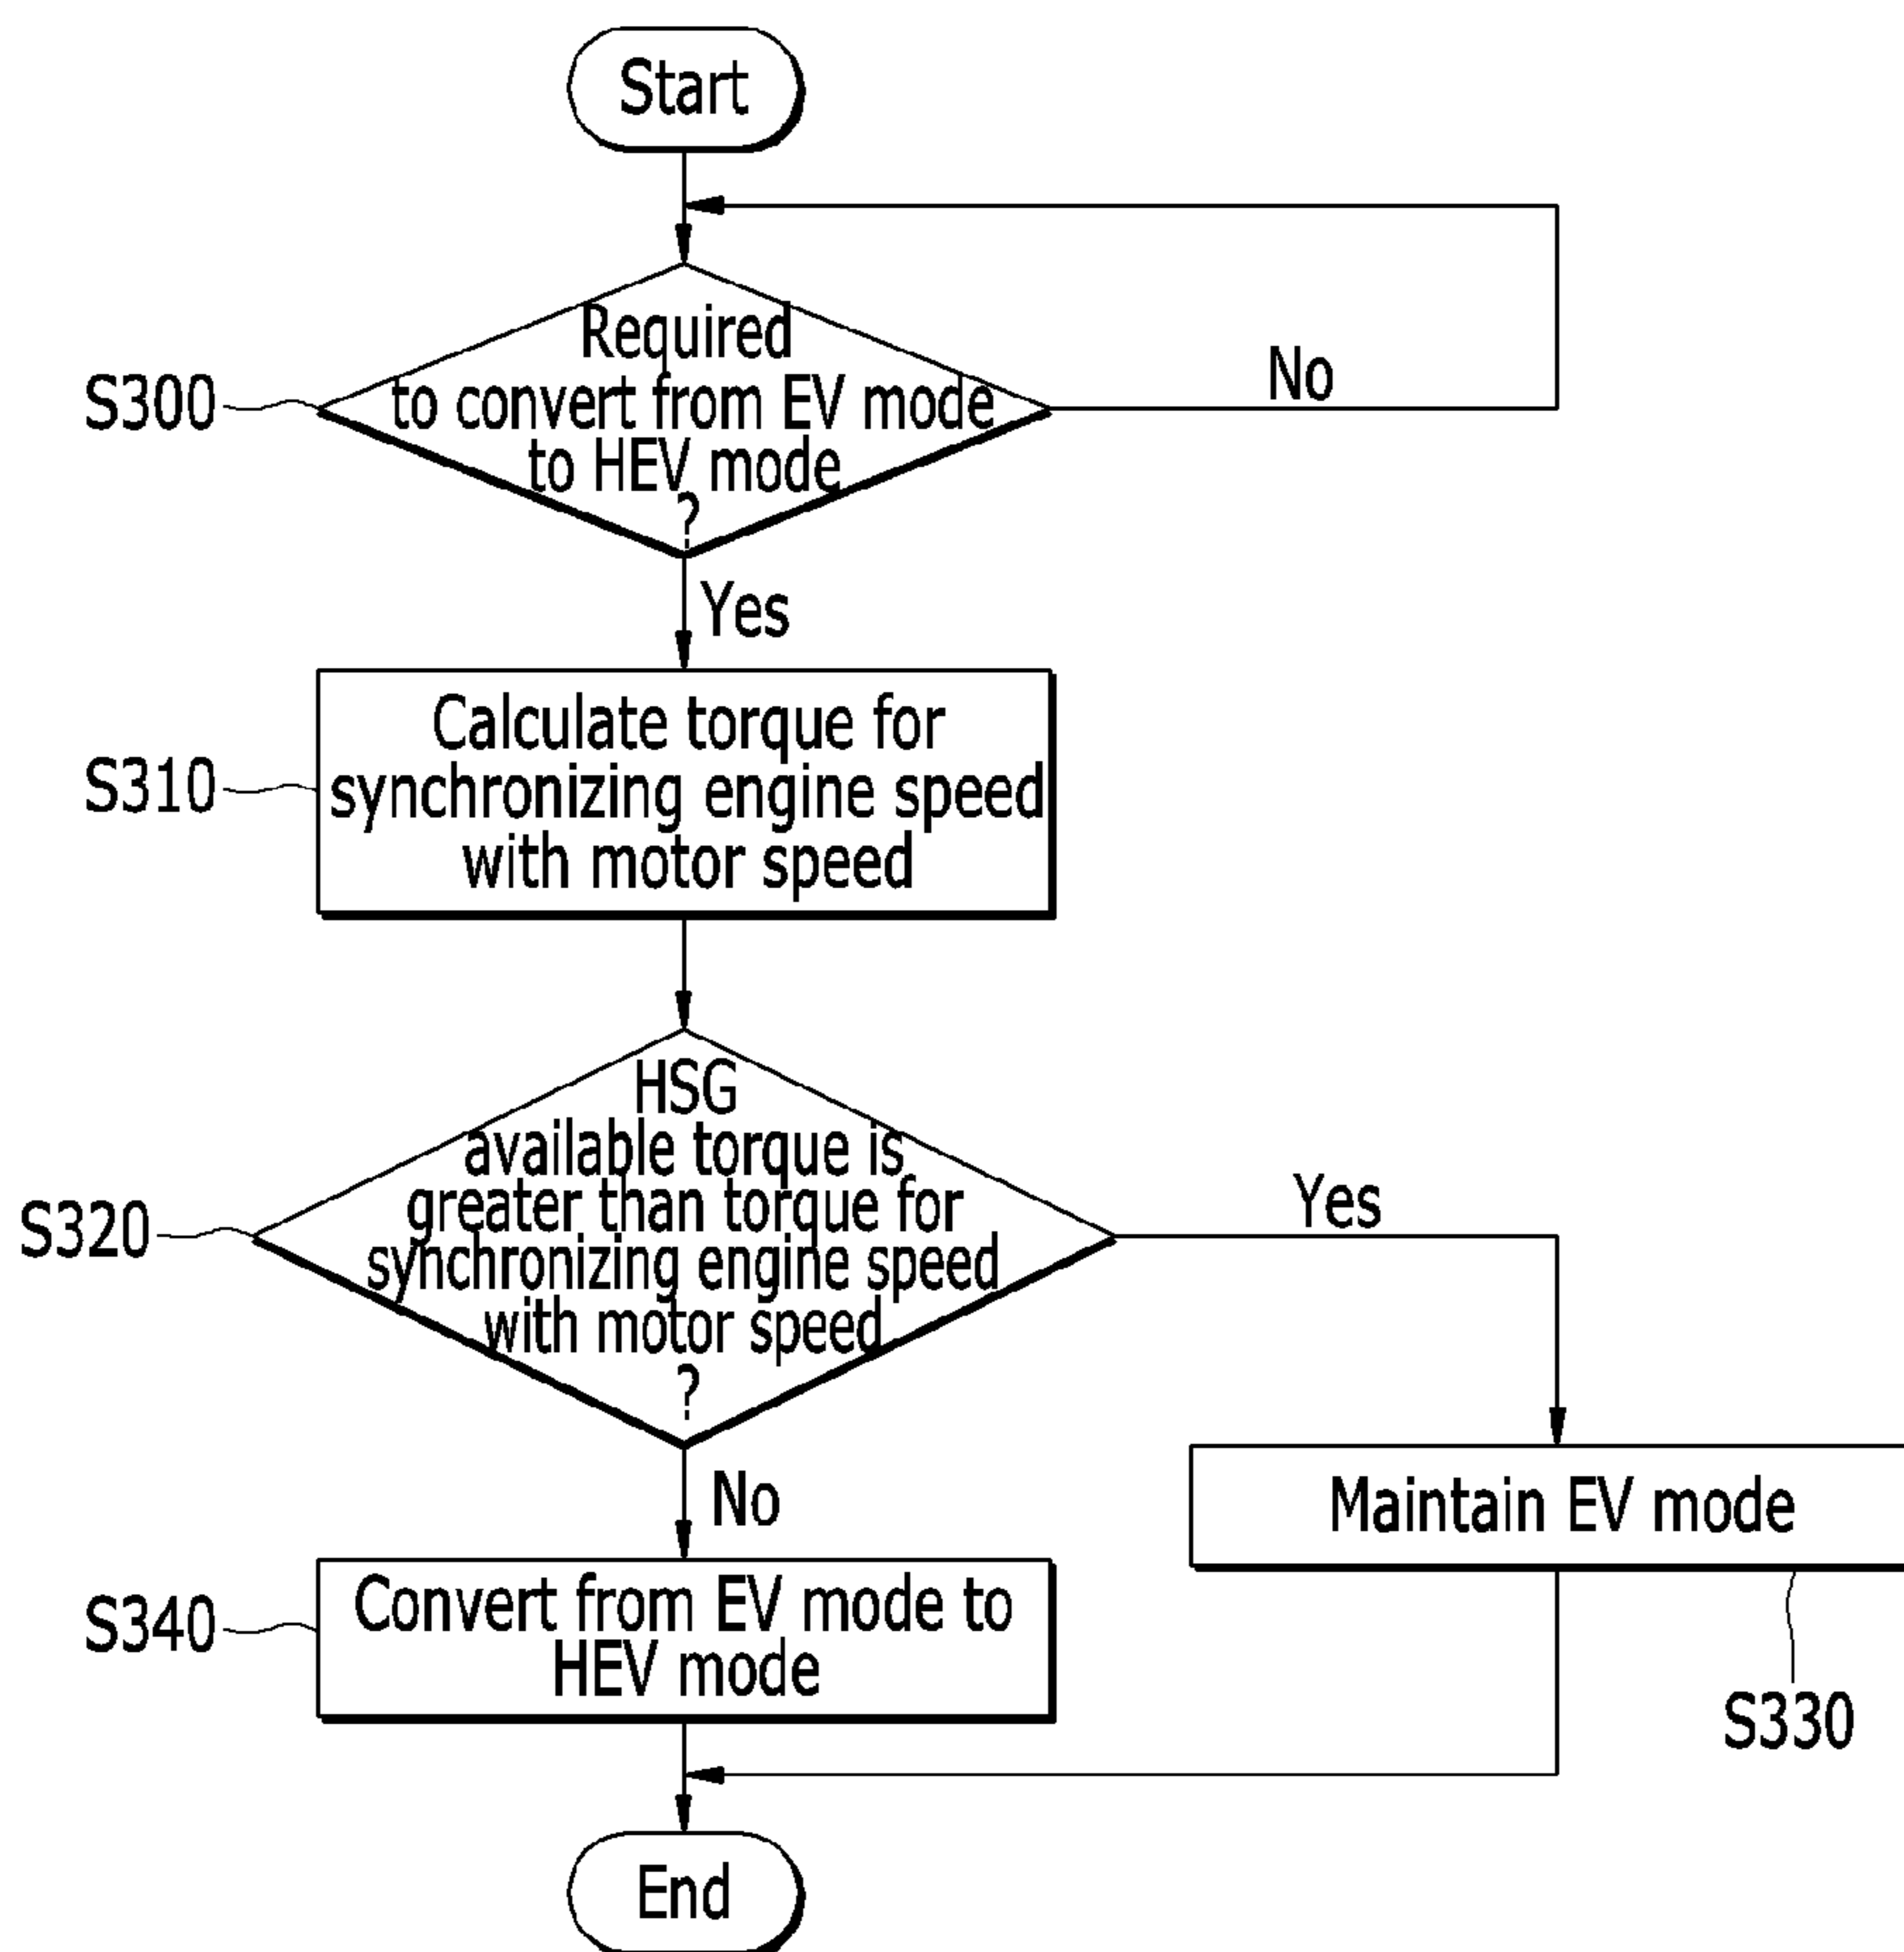 Start
Required
to convert from EV mode
to HEV mode
?
S300
No
Yes
Calculate torque for
synchronizing engine speed
with motor speed
S310
HSG
available torque is
greater than torque for
synchronizing engine speed
with motor speed
?
S320
Yes
No
Maintain EV mode
S330
Convert from EV mode to
HEV mode
S340
End